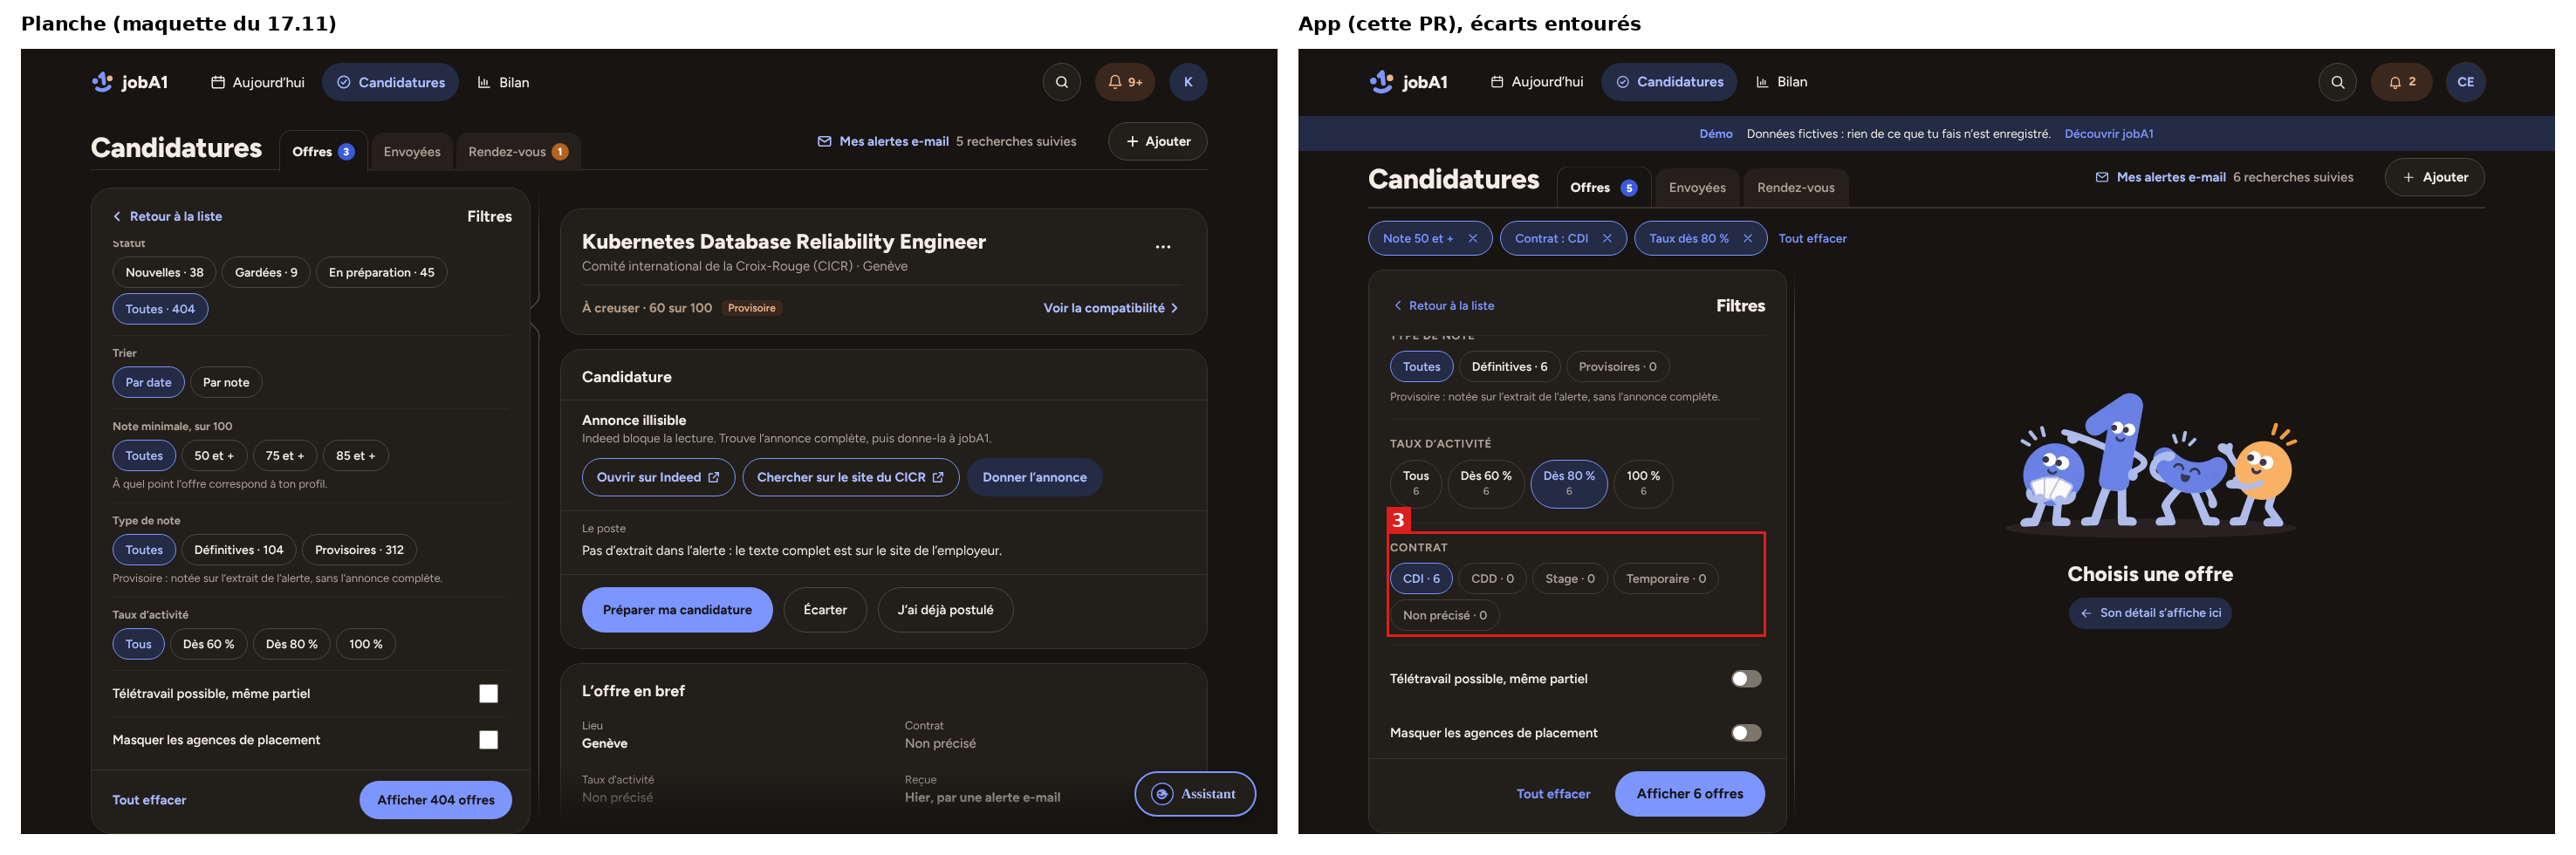 Planche (maquette du 17.11)
jobA1
Aujourd'hui
Candidatures
Bilan
9+
K
Candidatures
Offres 3
Envoyées
Rendez-vous 1
Mes alertes e-mail 5 recherches suivies
+ Ajouter
Retour à la liste
Filtres
Statut
Nouvelles · 38
Gardées · 9
En préparation · 45
Toutes · 404
Trier
Par date
Par note
Note minimale, sur 100
Toutes
50 et +
75 et +
85 et +
À quel point l'offre correspond à ton profil.
Type de note
Toutes
Définitives · 104
Provisoires · 312
Provisoire : notée sur l'extrait de l'alerte, sans l'annonce complète.
Taux d'activité
Tous
Dès 60 %
Dès 80 %
100 %
Télétravail possible, même partiel
Masquer les agences de placement
Tout effacer
Afficher 404 offres
Kubernetes Database Reliability Engineer
Comité international de la Croix-Rouge (CICR) · Genève
À creuser · 60 sur 100
Provisoire
Voir la compatibilité
Candidature
Annonce illisible
Indeed bloque la lecture. Trouve l'annonce complète, puis donne-la à jobA1.
Ouvrir sur Indeed
Chercher sur le site du CICR
Donner l'annonce
Le poste
Pas d'extrait dans l'alerte : le texte complet est sur le site de l'employeur.
Préparer ma candidature
Écarter
J'ai déjà postulé
L'offre en bref
Lieu
Genève
Contrat
Non précisé
Taux d'activité
Non précisé
Reçue
Hier, par une alerte e-mail
Assistant
App (cette PR), écarts entourés
jobA1
Aujourd'hui
Candidatures
Bilan
2
CE
Démo Données fictives : rien de ce que tu fais n'est enregistré. Découvrir jobA1
Candidatures
Offres 5
Envoyées
Rendez-vous
Mes alertes e-mail 6 recherches suivies
+ Ajouter
Note 50 et + ×
Contrat : CDI ×
Taux dès 80 % ×
Tout effacer
Retour à la liste
Filtres
TYPE DE NOTE
Toutes
Définitives · 6
Provisoires · 0
Provisoire : notée sur l'extrait de l'alerte, sans l'annonce complète.
TAUX D'ACTIVITÉ
Tous
6
Dès 60 %
6
Dès 80 %
6
100 %
6
3
CONTRAT
CDI · 6
CDD · 0
Stage · 0
Temporaire · 0
Non précisé · 0
Télétravail possible, même partiel
Masquer les agences de placement
Tout effacer
Afficher 6 offres
Choisis une offre
← Son détail s'affiche ici